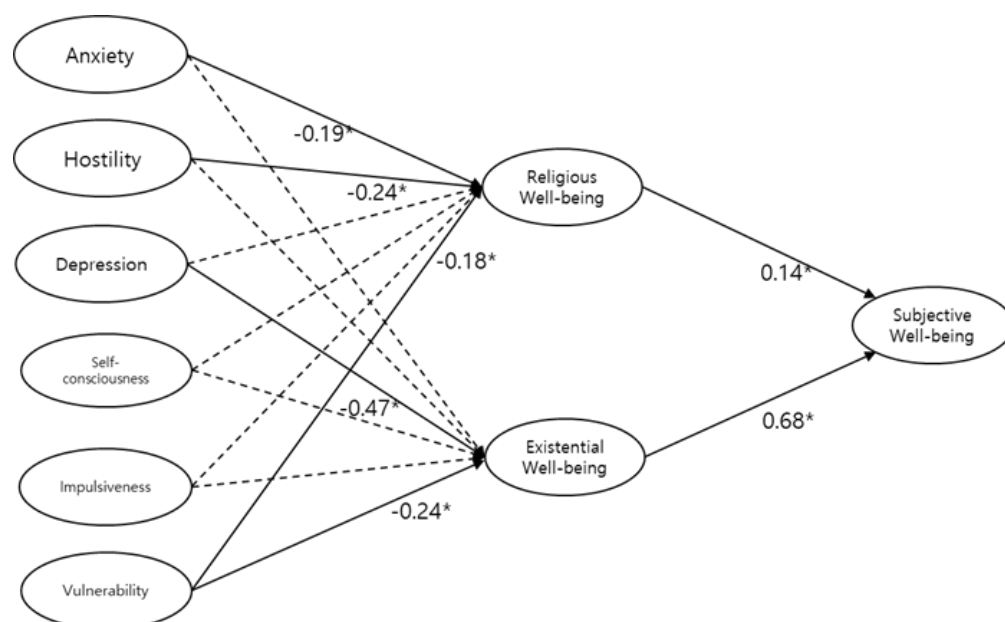 Anxiety
-0.19*
Hostility
-0.24*
Religious
Well-being
Depression
-0.18*
0.14*
Subjective
Well-being
Self-
consciousness
-0.47*
0.68*
Existential
Well-being
Impulsiveness
-0.24*
Vulnerability